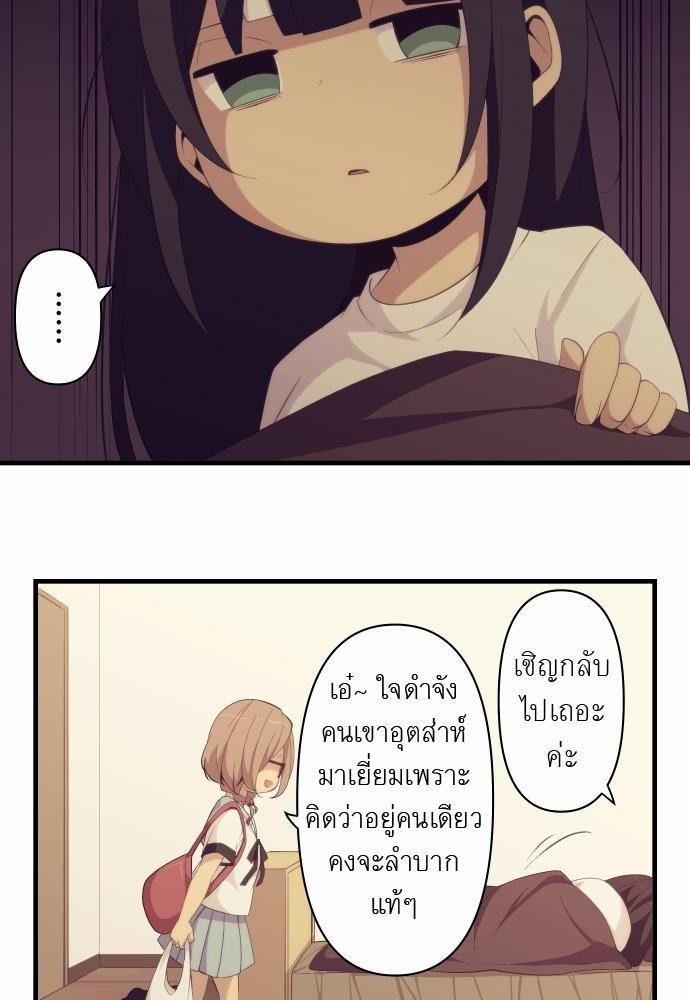 ......
เชิญกลับ
ไปเถอะ
ค่ะ
เอ๋~ ใจดำจัง
คนเขาอุตส่าห์
มาเยี่ยมเพราะ
คิดว่าอยู่คนเดียว
คงจะลำบาก
แท้ๆ